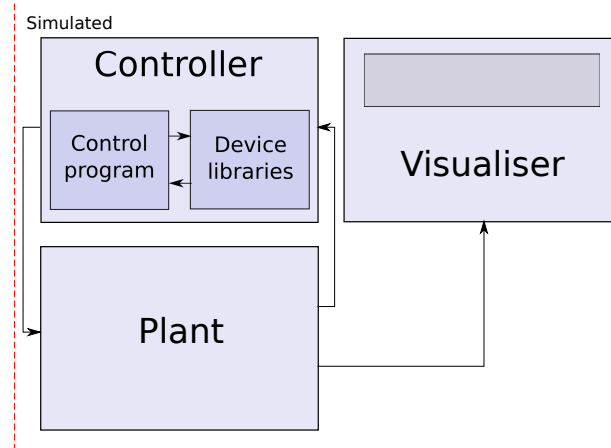 Simulated
Controller
Control
program
Device
libraries
Visualiser
Plant